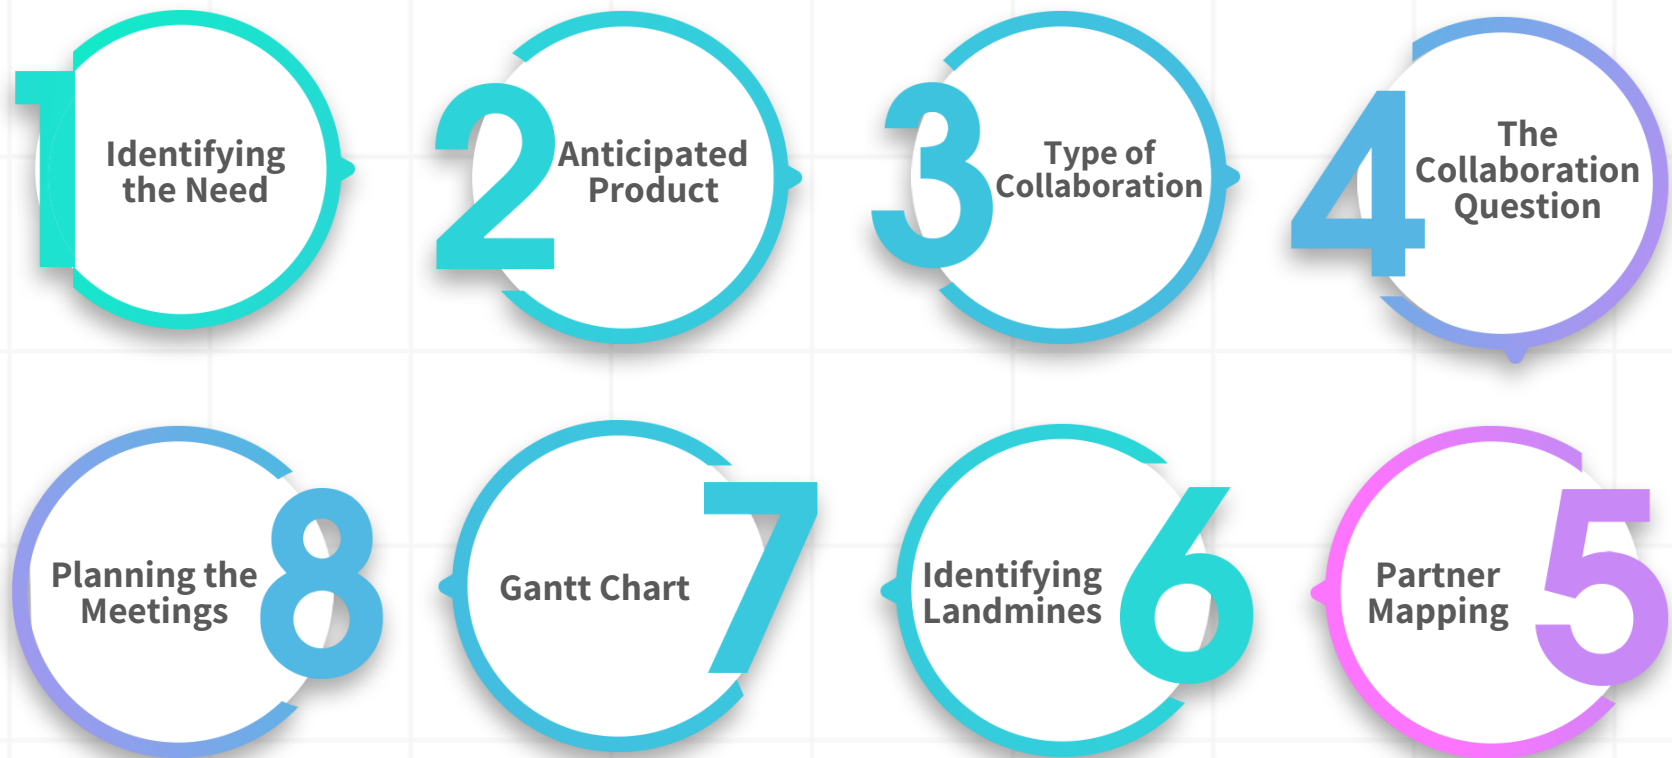 1
Identifying
the Need
2
Anticipated
Product
3
Type of
Collaboration
4
The
Collaboration
Question
5
Partner
Mapping
6
Identifying
Landmines
7
Gantt Chart
8
Planning the
Meetings